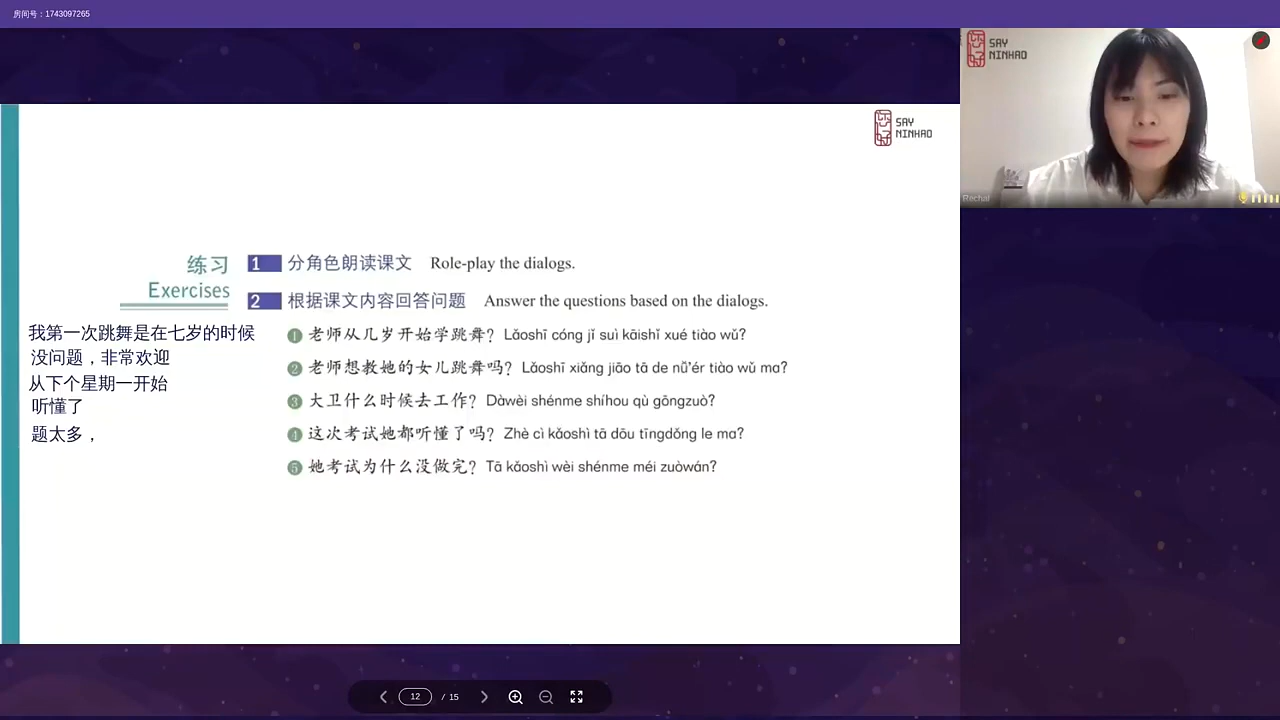 房间号：1743097265
SAY
NINHAO
SAY
NINHAO
Rechal
练习
Exercises
1 分角色朗读课文 Role-play the dialogs.
2 根据课文内容回答问题 Answer the questions based on the dialogs.
我第一次跳舞是在七岁的时候
没问题，非常欢迎
从下个星期一开始
听懂了
题太多，
1 老师从几岁开始学跳舞？ Lǎoshī cóng jǐ suì kāishǐ xué tiào wǔ?
2 老师想教她的女儿跳舞吗？ Lǎoshī xiǎng jiāo tā de nǚ'ér tiào wǔ ma?
3 大卫什么时候去工作？ Dàwèi shénme shíhou qù gōngzuò?
4 这次考试她都听懂了吗？ Zhè cì kǎoshì tā dōu tīngdǒng le ma?
5 她考试为什么没做完？ Tā kǎoshì wèi shénme méi zuòwán?
12 / 15